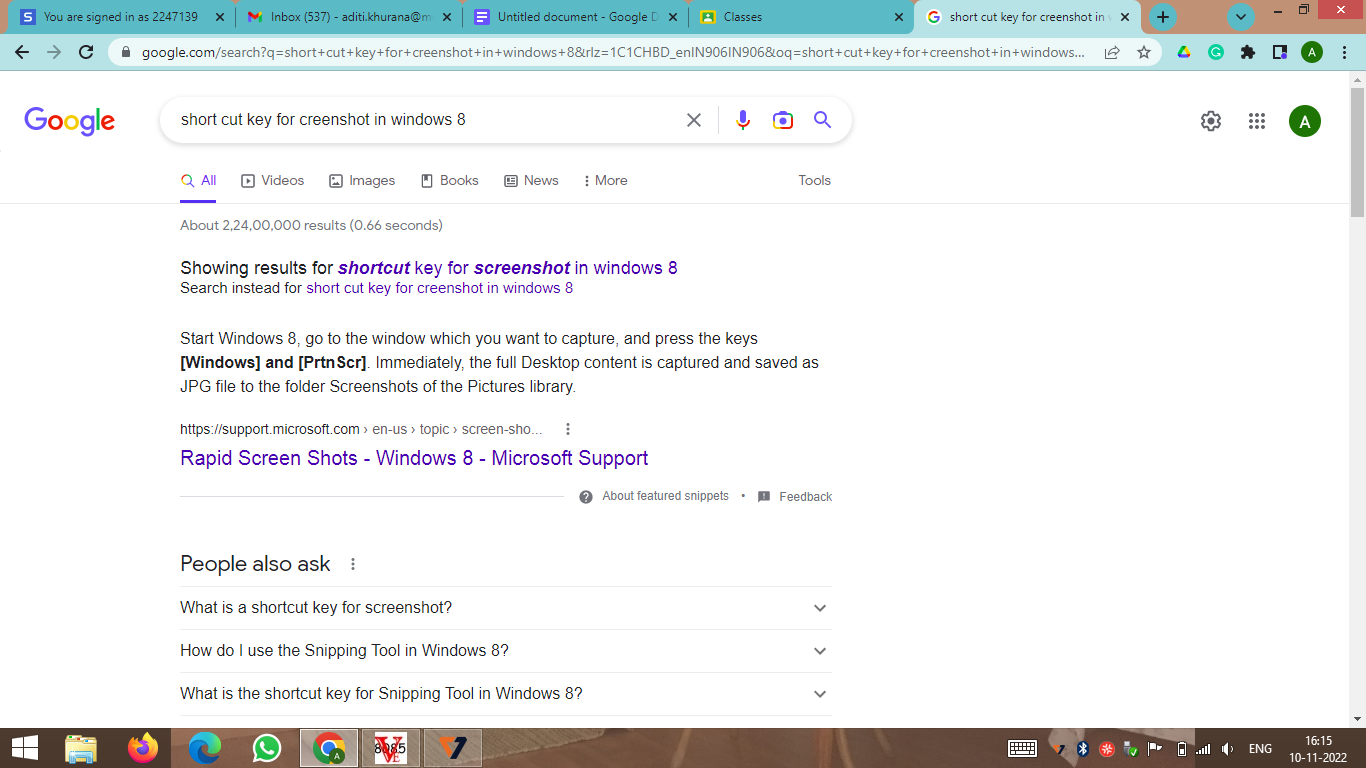 You are signed in as 2247139
Inbox (537) - aditi.khurana@m
Untitled document - Google D
Classes
short cut key for creenshot in w
google.com/search?q=short+cut+key+for+creenshot+in+windows+8&rlz=1C1CHBD_enIN906IN906&oq=short+cut+key+for+creenshot+in+windows...
A
Google
short cut key for creenshot in windows 8
A
All
Videos
Images
Books
News
More
Tools
About 2,24,00,000 results (0.66 seconds)
Showing results for shortcut key for screenshot in windows 8
Search instead for short cut key for creenshot in windows 8
Start Windows 8, go to the window which you want to capture, and press the keys
[Windows] and [PrtnScr]. Immediately, the full Desktop content is captured and saved as
JPG file to the folder Screenshots of the Pictures library.
https://support.microsoft.com › en-us › topic › screen-sho...
Rapid Screen Shots - Windows 8 - Microsoft Support
About featured snippets • Feedback
People also ask
What is a shortcut key for screenshot?
How do I use the Snipping Tool in Windows 8?
What is the shortcut key for Snipping Tool in Windows 8?
A
8085
ENG
16:15
10-11-2022